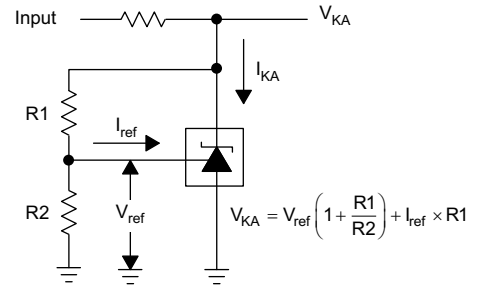 Input
V_KA
I_KA
R1
I_ref
R2
V_ref
V_KA = V_ref (1 + R1/R2) + I_ref × R1